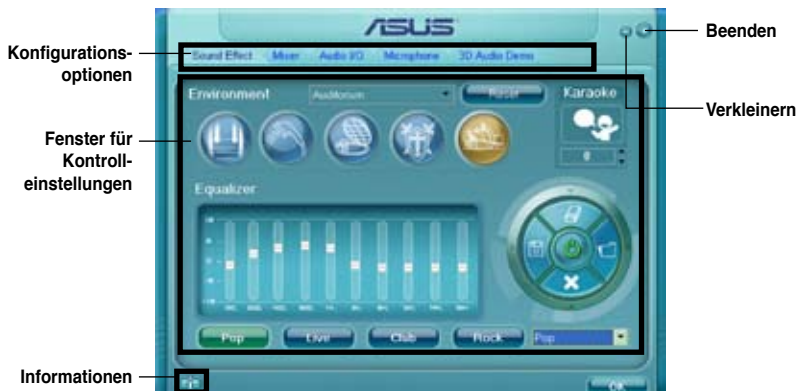 ASUS
Beenden
Konfigurations-
optionen
Sound Effect Mixer Audio I/O Microphone 3D Audio Demo
Verkleinern
Environment Auditorium Reset Karaoke
Fenster für
Kontroll-
einstellungen
0
Equalizer
Pop Live Club Rock Pop
Informationen
OK